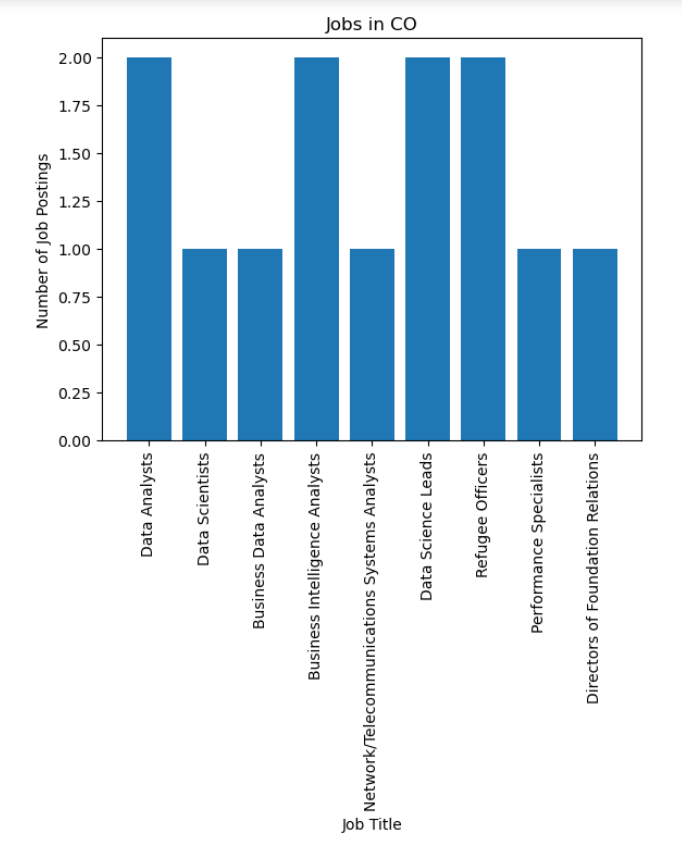 Jobs in CO
Number of Job Postings
2.00
1.75
1.50
1.25
1.00
0.75
0.50
0.25
0.00
Data Analysts
Data Scientists
Business Data Analysts
Business Intelligence Analysts
Network/Telecommunications Systems Analysts
Data Science Leads
Refugee Officers
Performance Specialists
Directors of Foundation Relations
Job Title